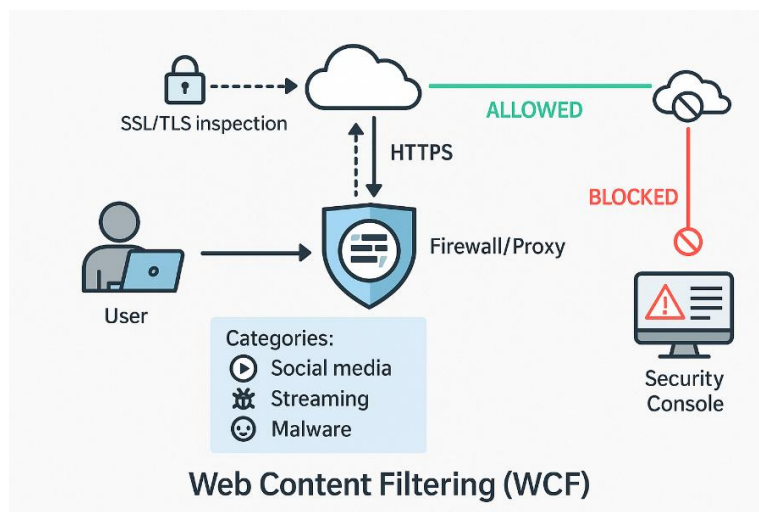 SSL/TLS inspection
ALLOWED
HTTPS
BLOCKED
Firewall/Proxy
User
Categories:
Social media
Streaming
Malware
Security
Console
Web Content Filtering (WCF)